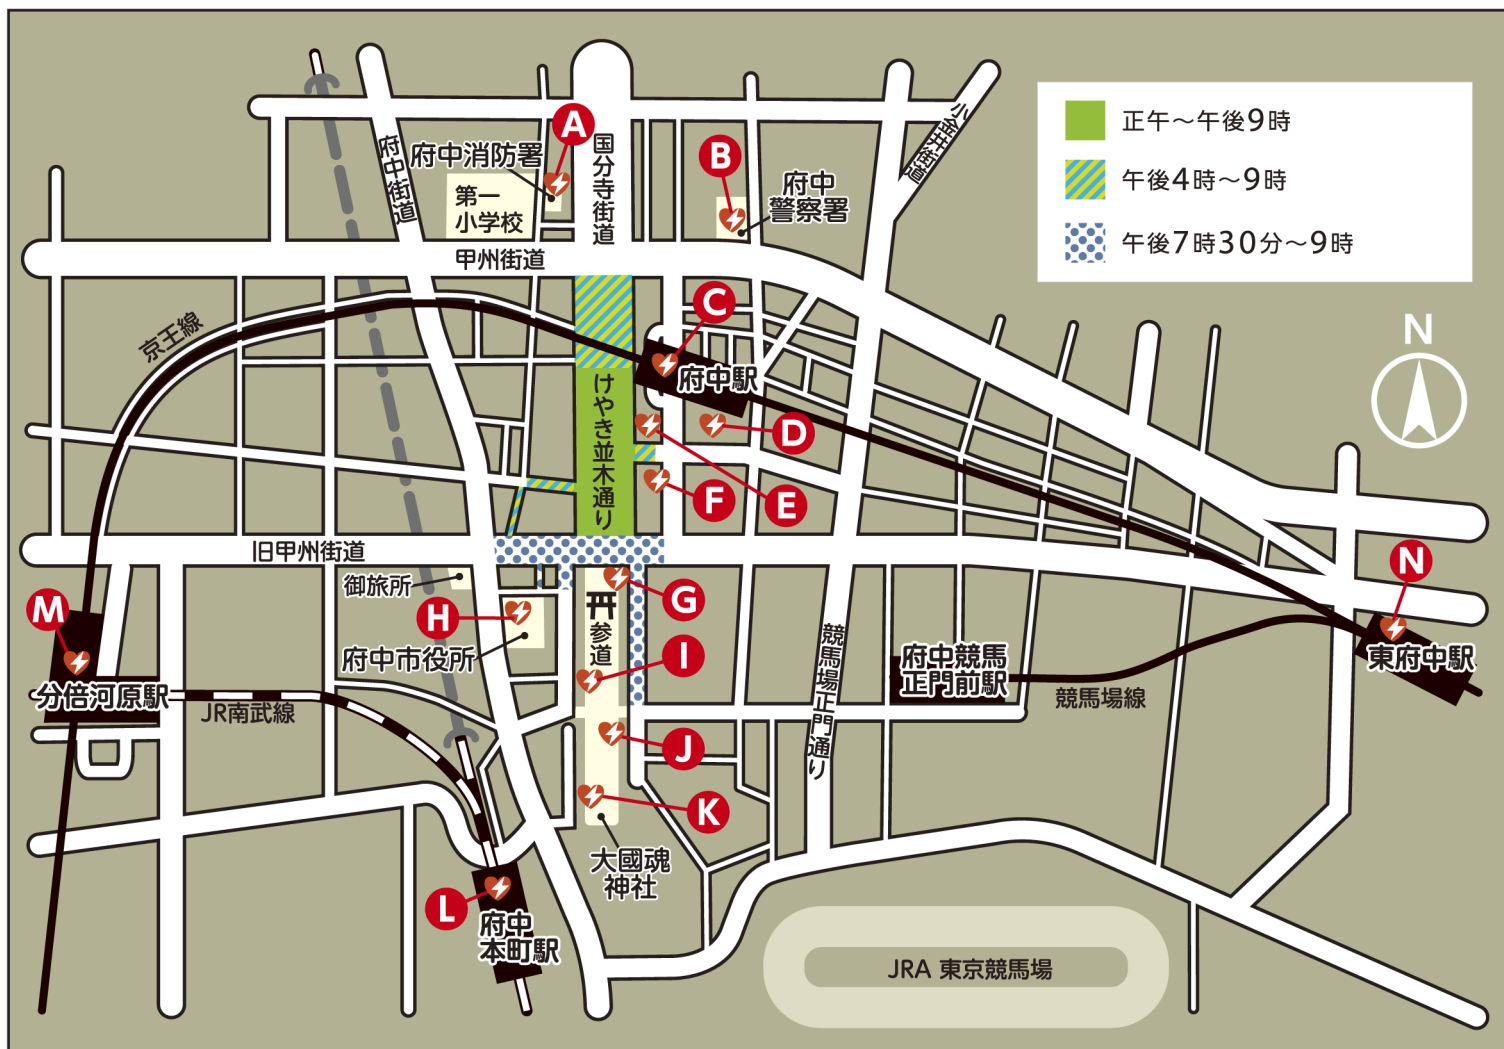 正午～午後9時
午後4時～9時
午後7時30分～9時
N
A
府中消防署
第一
小学校
府中街道
国分寺街道
B
府中
警察署
小金井街道
甲州街道
京王線
C
府中駅
けやき並木通り
D
E
F
旧甲州街道
御旅所
G
H
府中市役所
参道
I
J
K
大國魂
神社
L
府中
本町駅
M
分倍河原駅
JR南武線
競馬場正門通り
府中競馬
正門前駅
競馬場線
N
東府中駅
JRA 東京競馬場